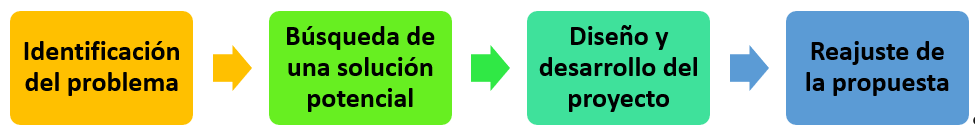 Identificación
del problema
Búsqueda de
una solución
potencial
Diseño y
desarrollo del
proyecto
Reajuste de
la propuesta